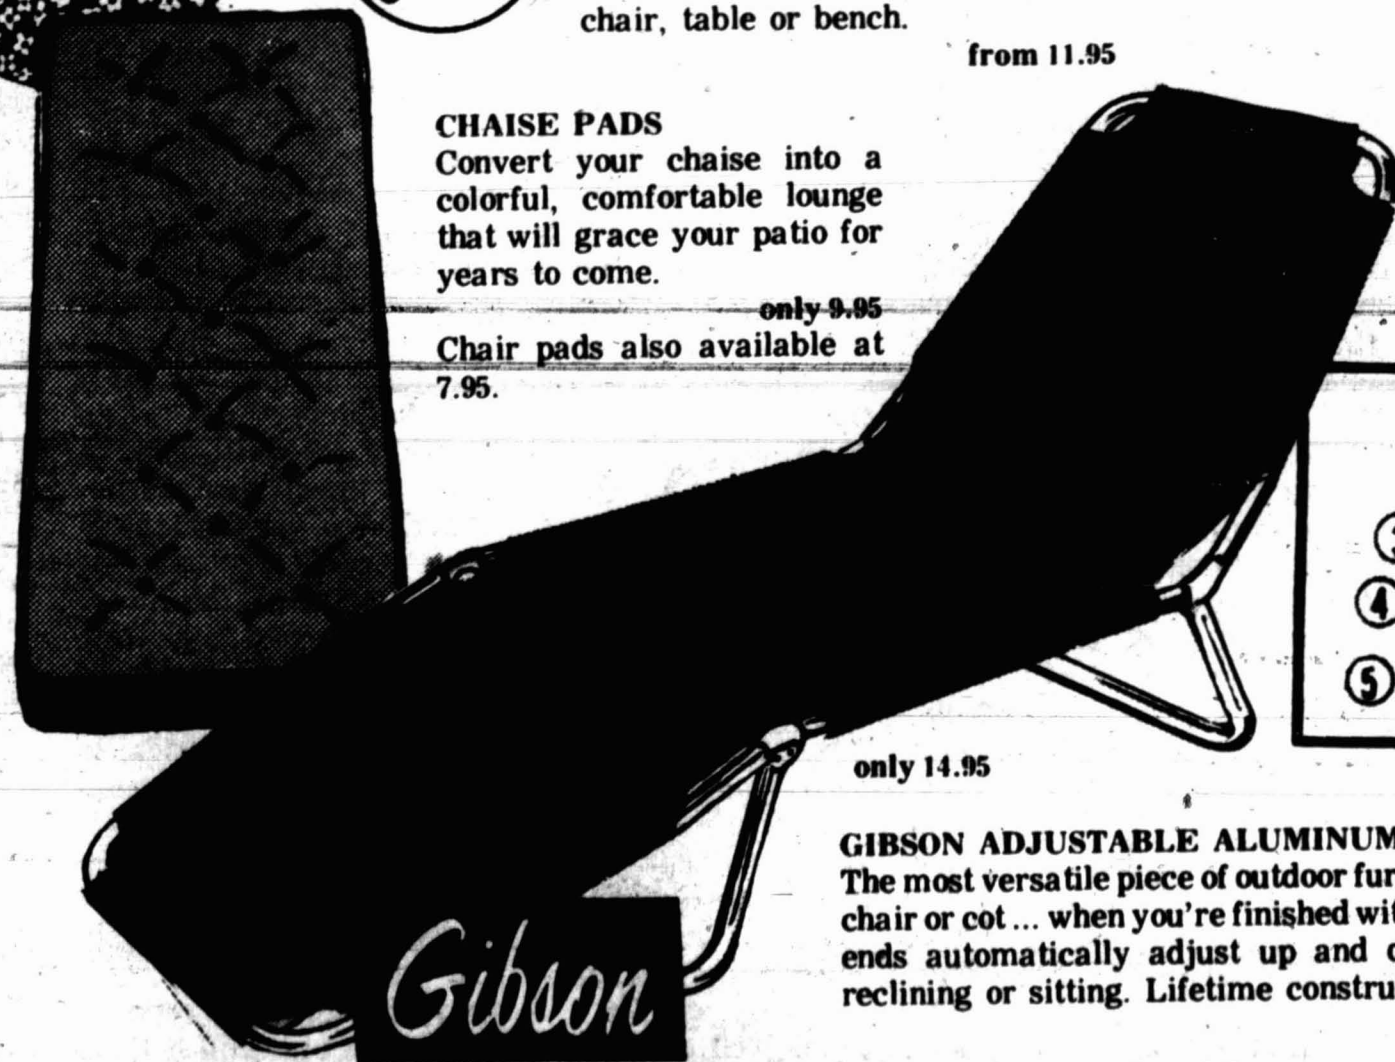 chair, table or bench.
from 11.95
CHAISE PADS
Convert your chaise into a
colorful, comfortable lounge
that will grace your patio for
years to come.
only 9.95
Chair pads also available at
7.95.
4
5
only 14.95
GIBSON ADJUSTABLE ALUMINUM
The most versatile piece of outdoor fur
chair or cot ... when you're finished wit
ends automatically adjust up and
reclining or sitting. Lifetime constru
Gibson